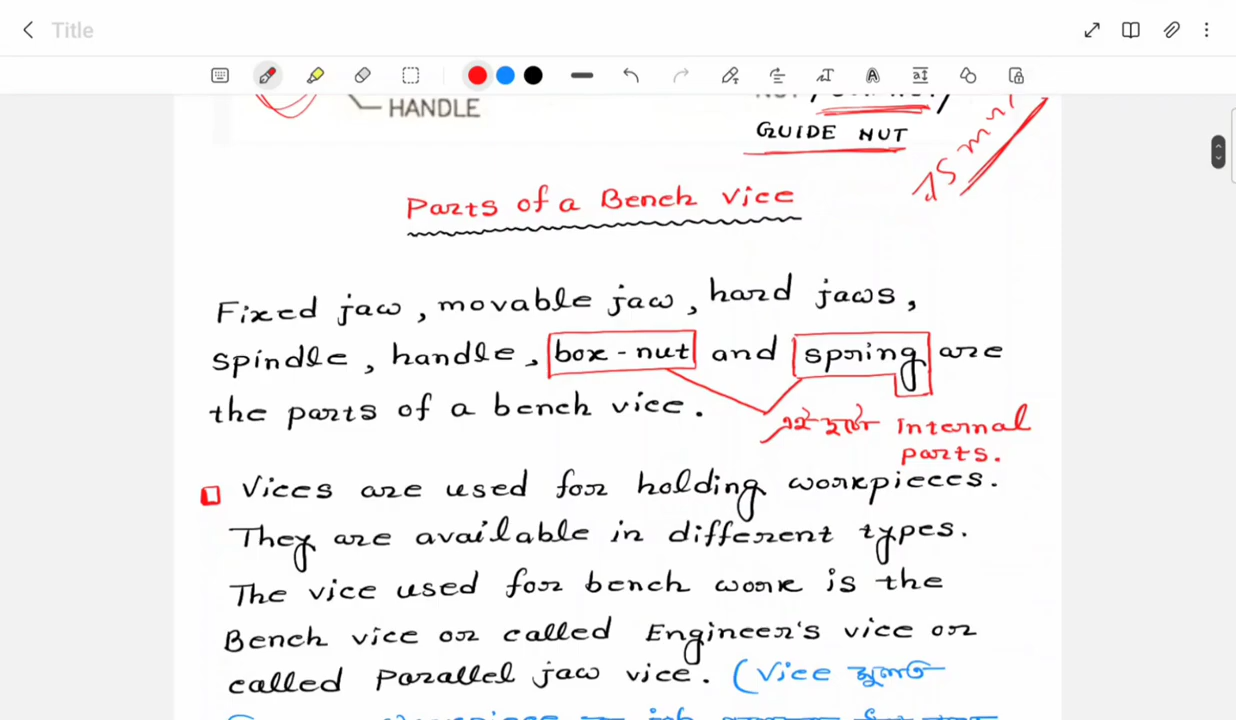 Title
HANDLE
GUIDE NUT
15 mm
Parts of a Bench Vice
Fixed jaw, movable jaw, hard jaws,
spindle, handle, box-nut and spring are
the parts of a bench vice.
Internal
parts.
Vices are used for holding workpieces.
They are available in different types.
The vice used for bench work is the
Bench vice or called Engineer's vice or
called Parallel jaw vice. (Vice